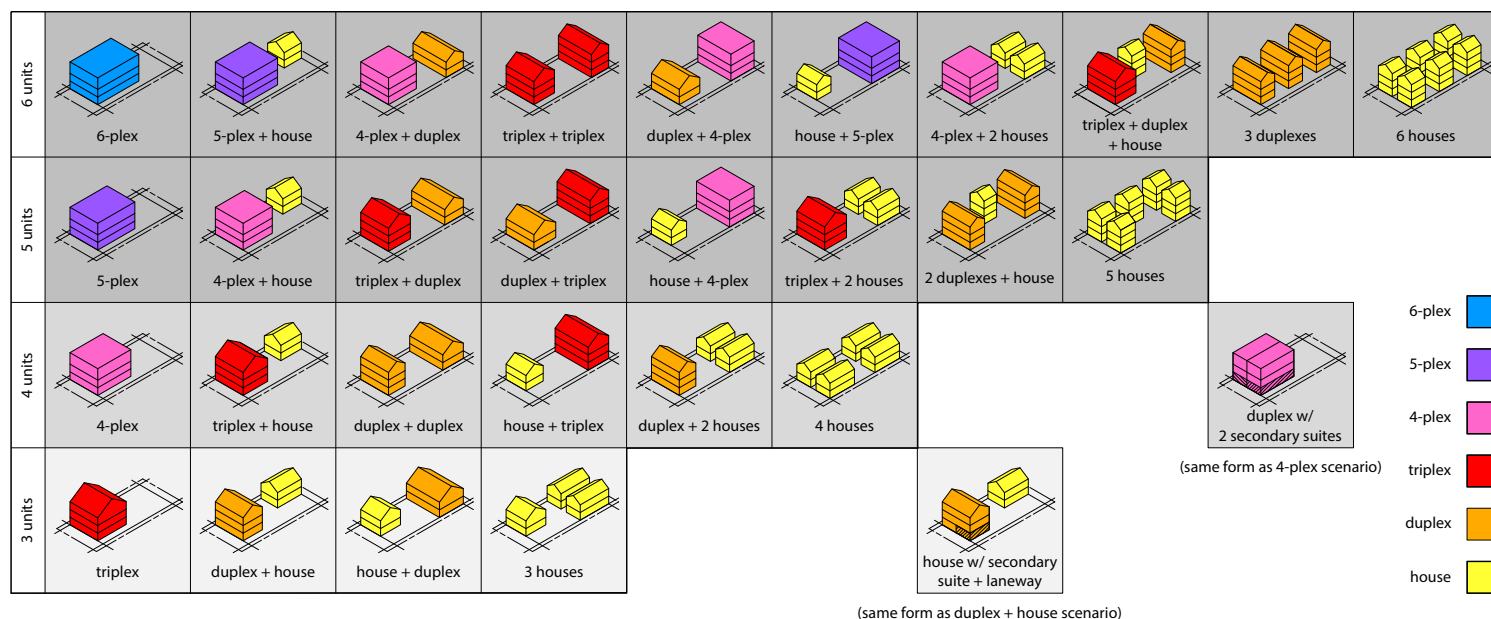 6 units
6-plex
5-plex + house
4-plex + duplex
triplex + triplex
duplex + 4-plex
house + 5-plex
4-plex + 2 houses
triplex + duplex
+ house
3 duplexes
6 houses
5 units
5-plex
4-plex + house
triplex + duplex
duplex + triplex
house + 4-plex
triplex + 2 houses
2 duplexes + house
5 houses
4 units
4-plex
triplex + house
duplex + duplex
house + triplex
duplex + 2 houses
4 houses
duplex w/
2 secondary suites
(same form as 4-plex scenario)
3 units
triplex
duplex + house
house + duplex
3 houses
house w/ secondary
suite + laneway
(same form as duplex + house scenario)
6-plex
5-plex
4-plex
triplex
duplex
house